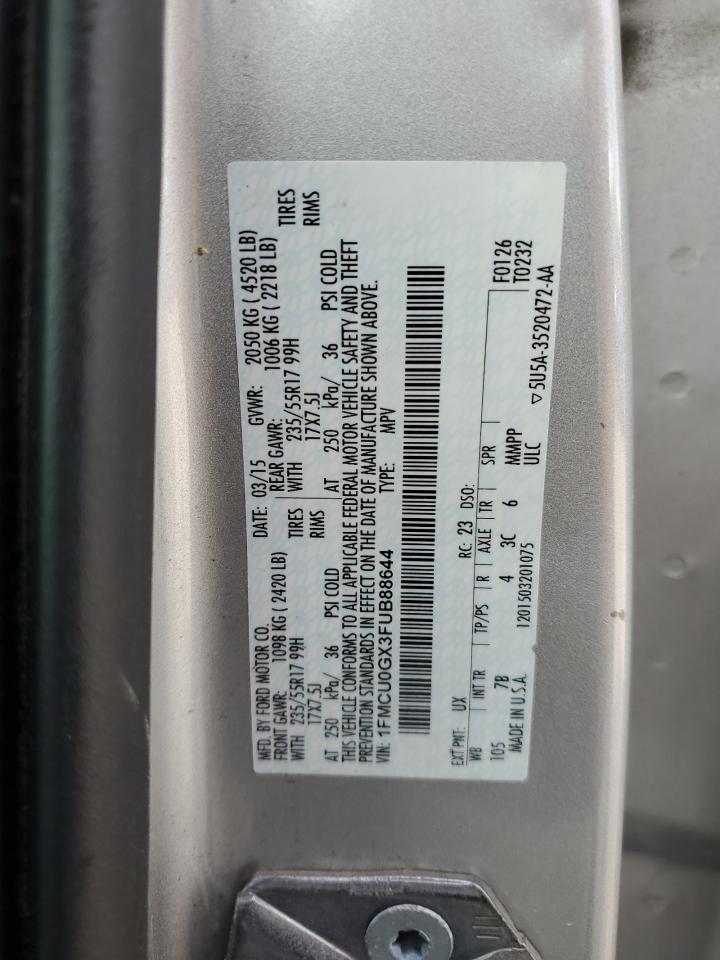 MFD. BY FORD MOTOR CO. DATE: 03/15 GVWR: 2050 KG ( 4520 LB)
FRONT GAWR: 1098 KG ( 2420 LB) REAR GAWR: 1006 KG ( 2218 LB)
WITH 235/55R17 99H TIRES WITH 235/55R17 99H TIRES
17X7.5J RIMS 17X7.5J RIMS
AT 250 kPa/ 36 PSI COLD AT 250 kPa/ 36 PSI COLD
THIS VEHICLE CONFORMS TO ALL APPLICABLE FEDERAL MOTOR VEHICLE SAFETY AND THEFT
PREVENTION STANDARDS IN EFFECT ON THE DATE OF MANUFACTURE SHOWN ABOVE.
VIN: 1FMCU0GX3FUB88644 TYPE: MPV
EXT PNT: UX RC: 23 DSO: F0126
WB INT TR TP/PS R AXLE TR SPR T0232
105 7B 4 3C 6 MMPP
MADE IN U.S.A. 1201503201075 ULC ▽5U5A-3520472-AA